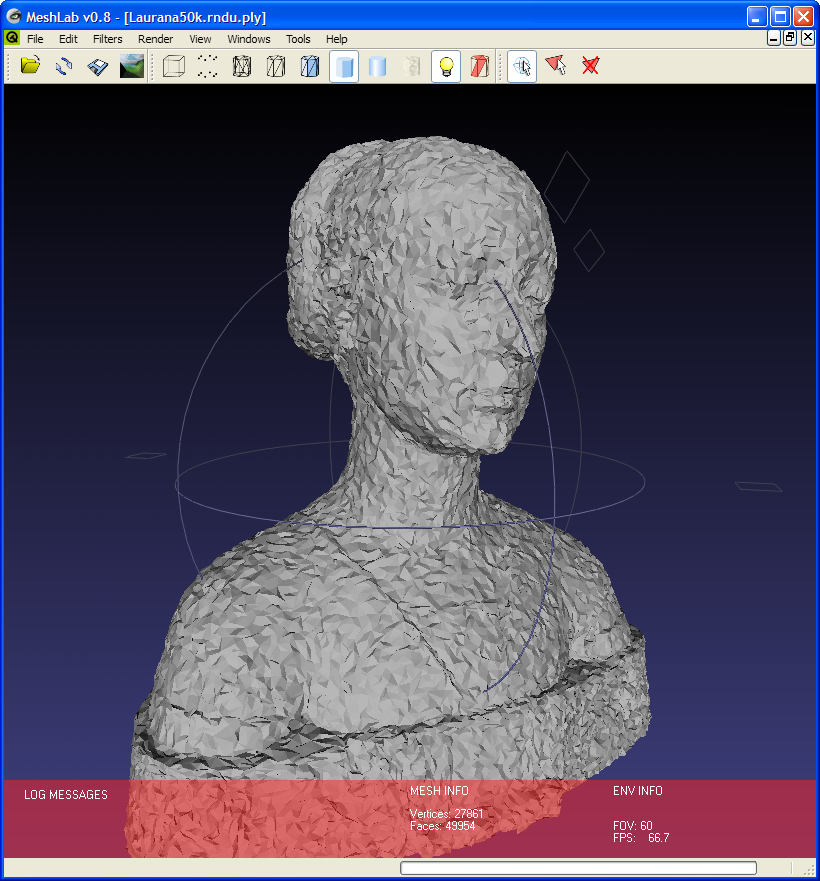 MeshLab v0.8 - [Laurana50k.rndu.ply]
File Edit Filters Render View Windows Tools Help
LOG MESSAGES
MESH INFO
Vertices: 27861
Faces: 49954
ENV INFO
FOV: 60
FPS: 66.7